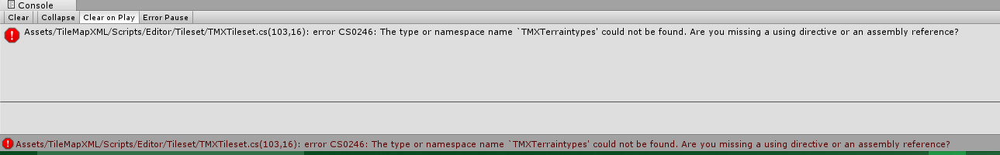 Console
Clear Collapse Clear on Play Error Pause
Assets/TileMapXML/Scripts/Editor/Tileset/TMXTileset.cs(103,16): error CS0246: The type or namespace name `TMXTerraintypes' could not be found. Are you missing a using directive or an assembly reference?
Assets/TileMapXML/Scripts/Editor/Tileset/TMXTileset.cs(103,16): error CS0246: The type or namespace name `TMXTerraintypes' could not be found. Are you missing a using directive or an assembly reference?